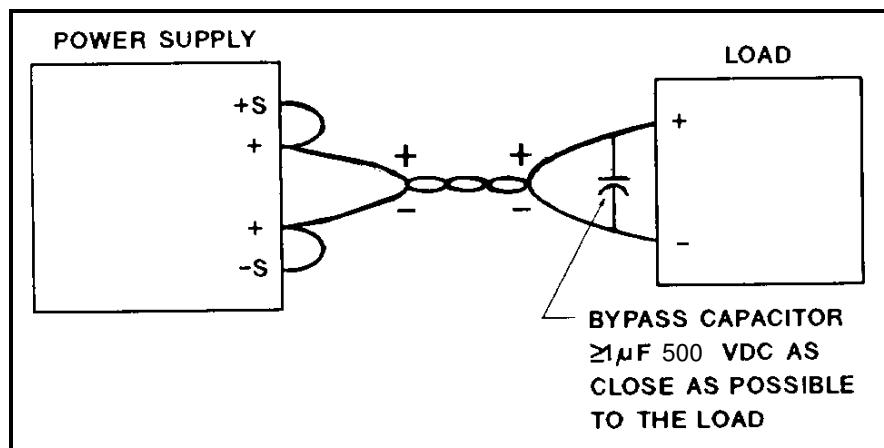 POWER SUPPLY
LOAD
+S
+
+
-S
+
−
+
−
+
−
BYPASS CAPACITOR
≥1µF 500 VDC AS
CLOSE AS POSSIBLE
TO THE LOAD